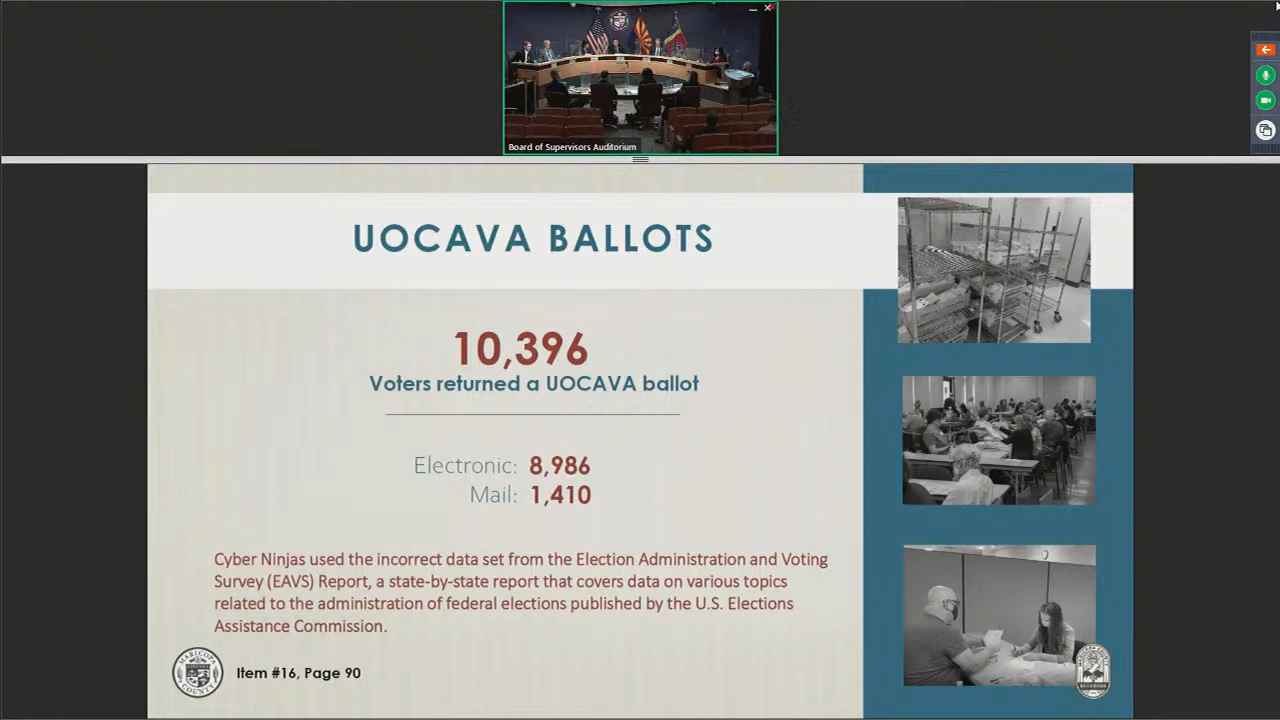 Board of Supervisors Auditorium
UOCAVA BALLOTS
10,396
Voters returned a UOCAVA ballot
Electronic: 8,986
Mail: 1,410
Cyber Ninjas used the incorrect data set from the Election Administration and Voting
Survey (EAVS) Report, a state-by-state report that covers data on various topics
related to the administration of federal elections published by the U.S. Elections
Assistance Commission.
MARICOPA
COUNTY
Item #16, Page 90